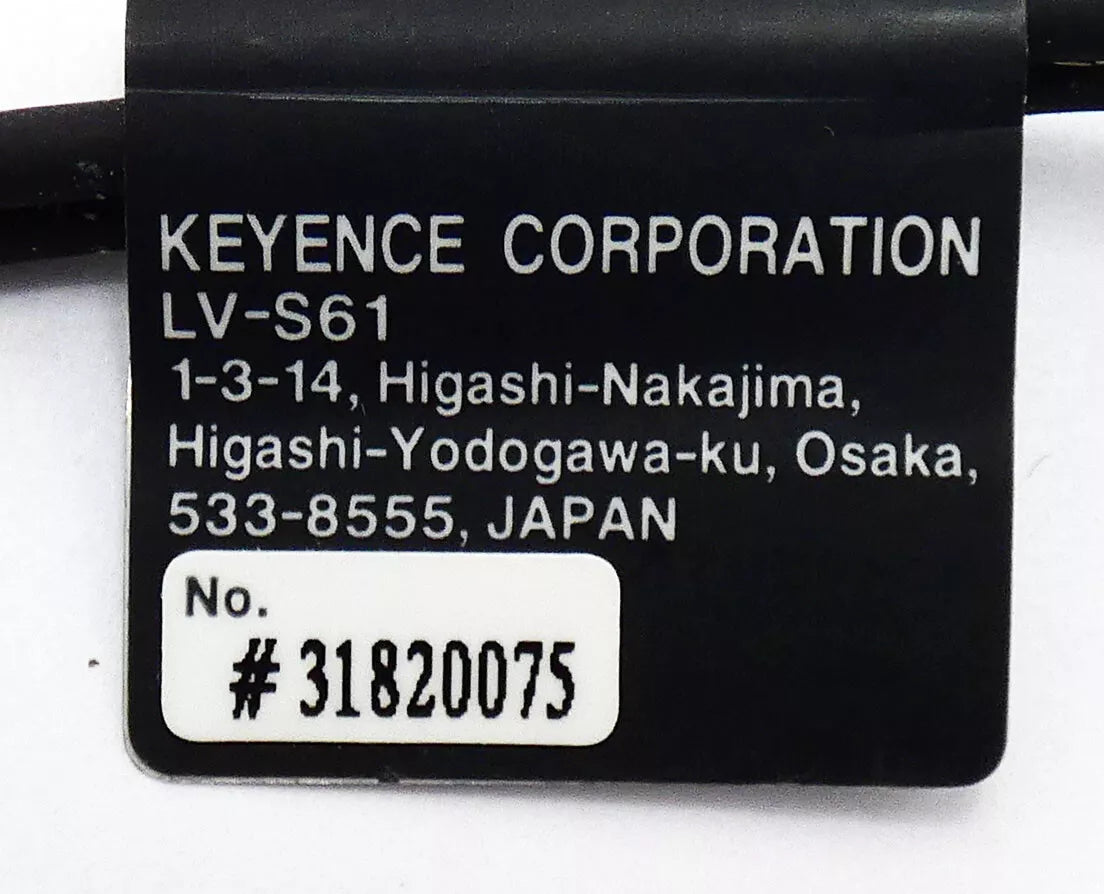 KEYENCE CORPORATION
LV-S61
1-3-14, Higashi-Nakajima,
Higashi-Yodogawa-ku, Osaka,
533-8555, JAPAN
No.
#31820075